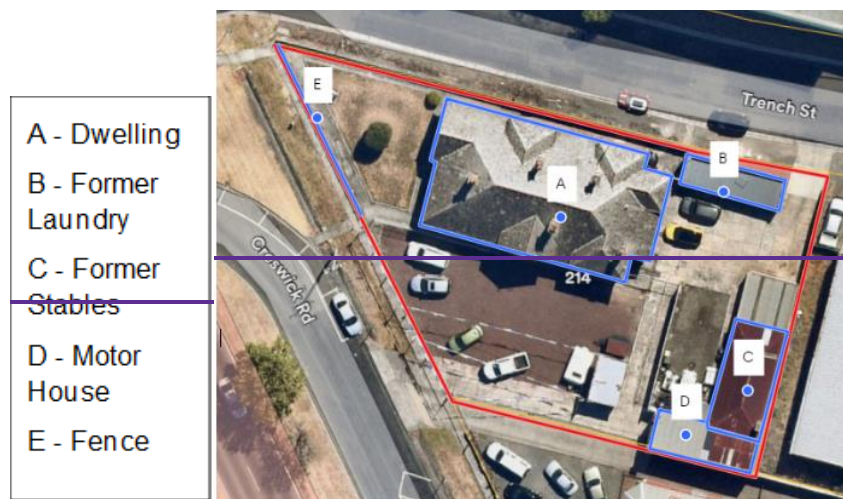 A - Dwelling
B - Former
Laundry
C - Former
Stables
D - Motor
House
E - Fence
E
Trench St
B
A
214
Creswick Rd
C
D